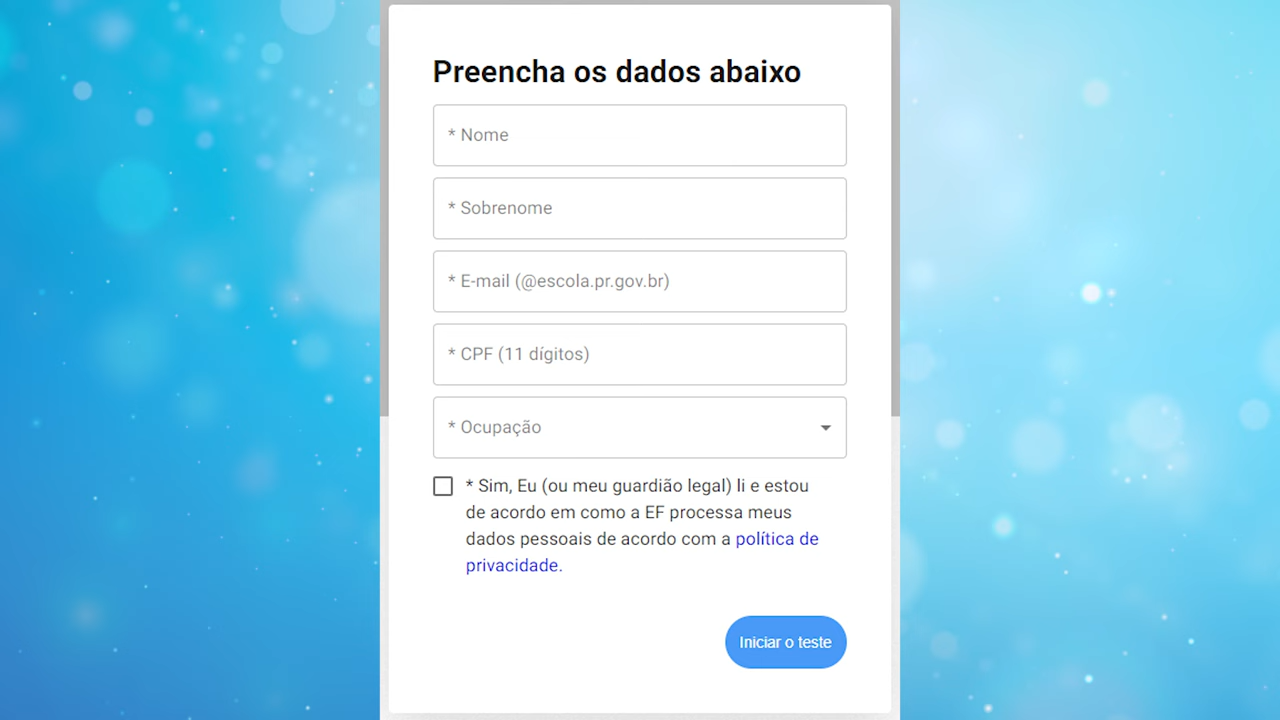 Preencha os dados abaixo
* Nome
* Sobrenome
* E-mail (@escola.pr.gov.br)
* CPF (11 dígitos)
* Ocupação
* Sim, Eu (ou meu guardião legal) li e estou
de acordo em como a EF processa meus
dados pessoais de acordo com a política de
privacidade.
Iniciar o teste